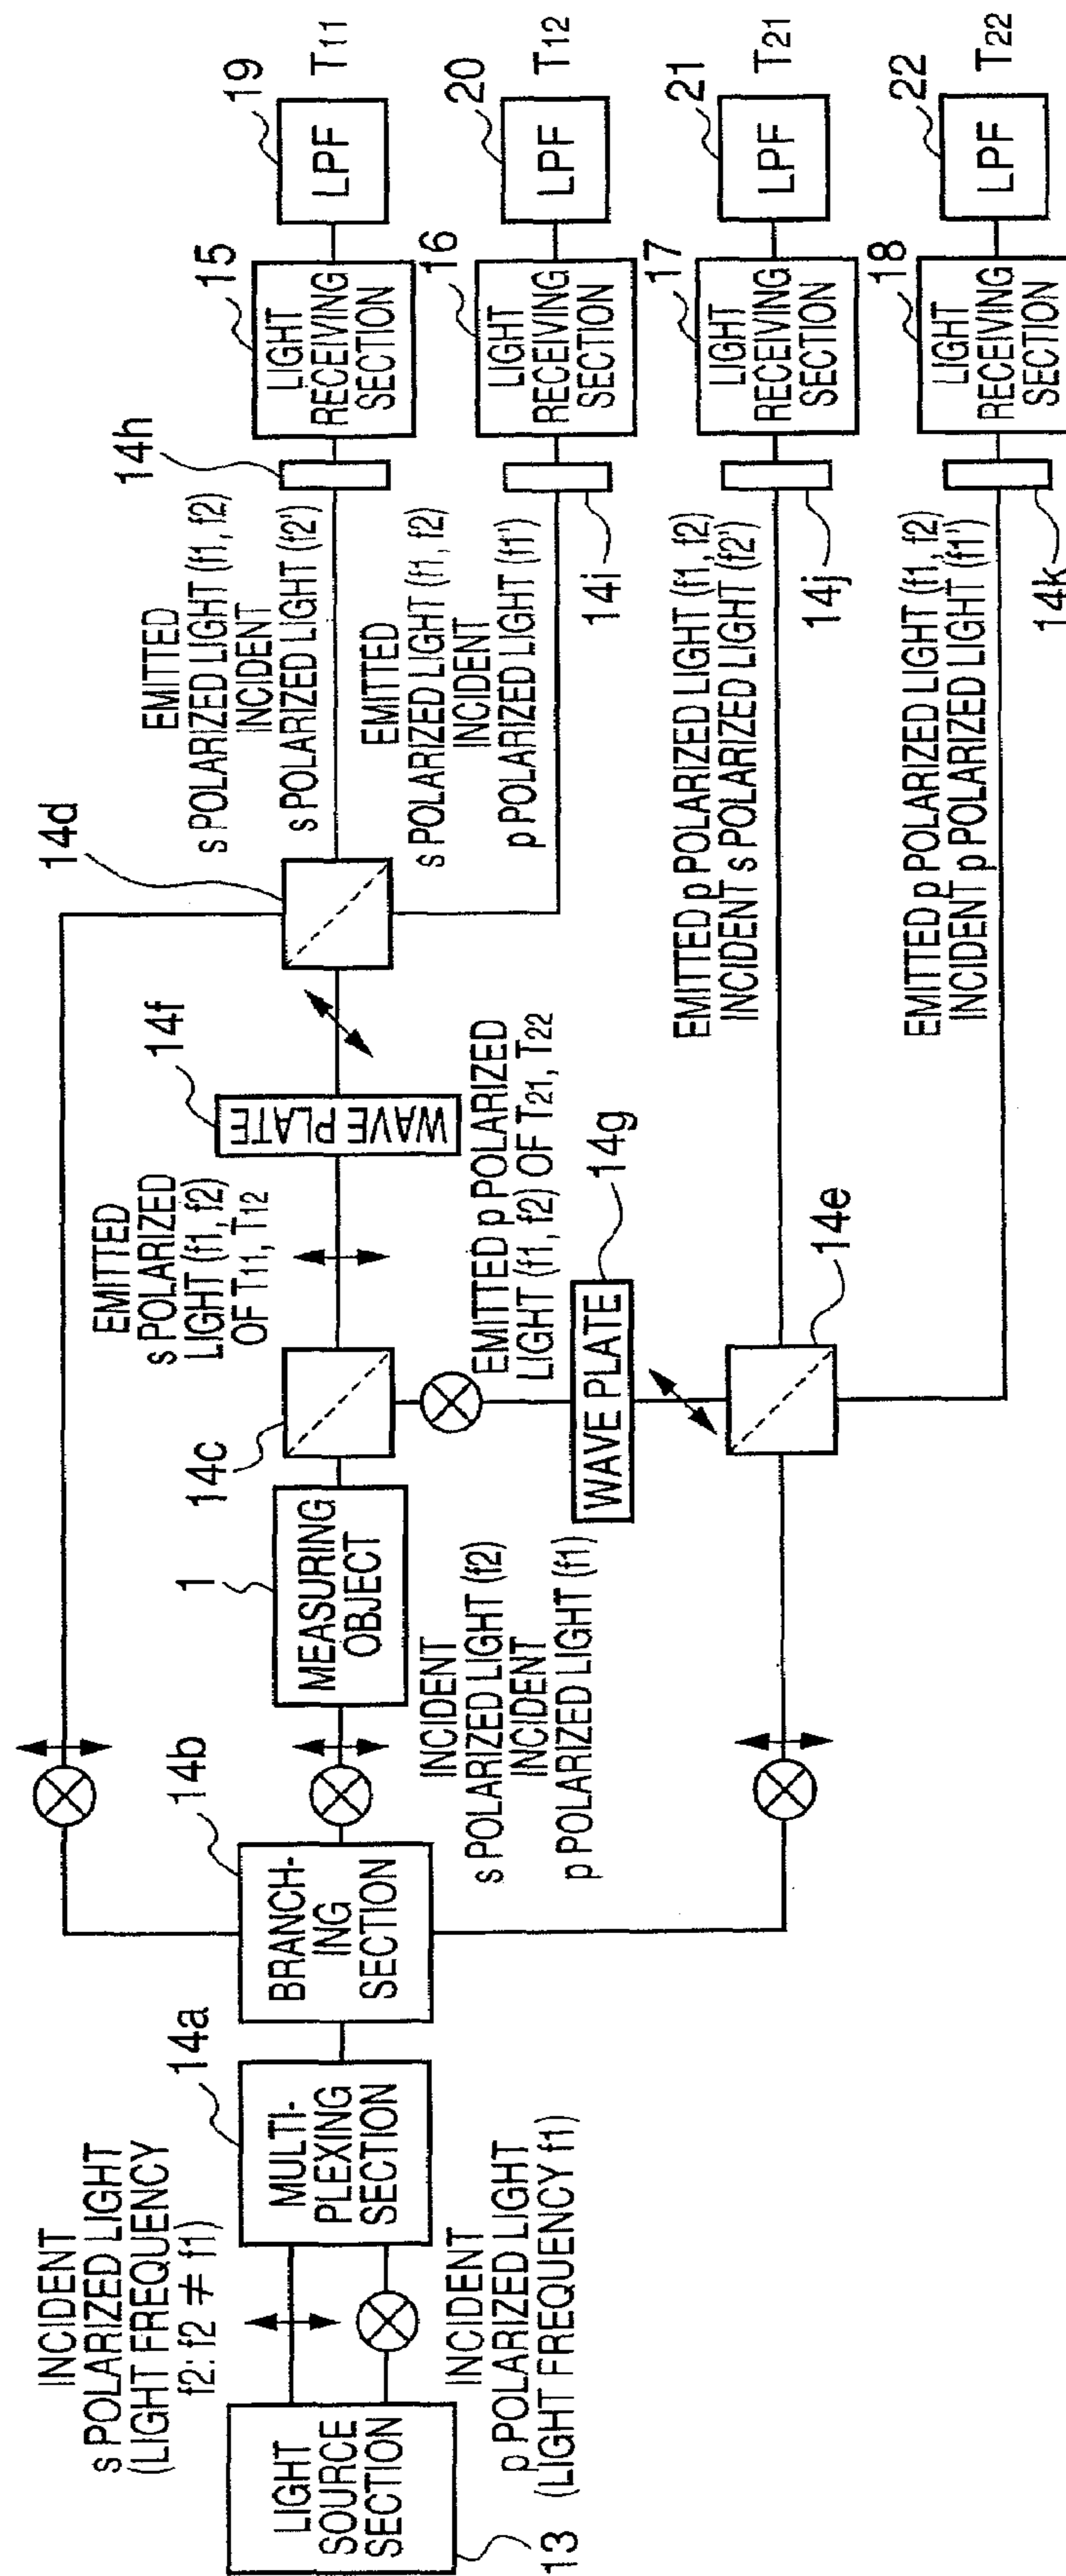 INCIDENT
s POLARIZED LIGHT
(LIGHT FREQUENCY
f2: f2 ≠ f1)
LIGHT
SOURCE
SECTION
13
INCIDENT
p POLARIZED LIGHT
(LIGHT FREQUENCY f1)
14a
MULTI-
PLEXING
SECTION
14b
BRANCH-
ING
SECTION
INCIDENT
s POLARIZED LIGHT (f2)
INCIDENT
p POLARIZED LIGHT (f1)
1
MEASURING
OBJECT
14c
EMITTED
s POLARIZED
LIGHT (f1, f2)
OF T11, T12
14f
WAVE PLATE
EMITTED p POLARIZED
LIGHT (f1, f2) OF T21, T22
14g
WAVE PLATE
14e
14d
EMITTED
s POLARIZED LIGHT (f1, f2)
INCIDENT
s POLARIZED LIGHT (f2')
EMITTED
s POLARIZED LIGHT (f1, f2)
INCIDENT
p POLARIZED LIGHT (f1')
EMITTED p POLARIZED LIGHT (f1, f2)
INCIDENT s POLARIZED LIGHT (f2')
EMITTED p POLARIZED LIGHT (f1, f2)
INCIDENT p POLARIZED LIGHT (f1')
14h
14i
14j
14k
15
LIGHT
RECEIVING
SECTION
16
LIGHT
RECEIVING
SECTION
17
LIGHT
RECEIVING
SECTION
18
LIGHT
RECEIVING
SECTION
19
LPF
T11
20
LPF
T12
21
LPF
T21
22
LPF
T22